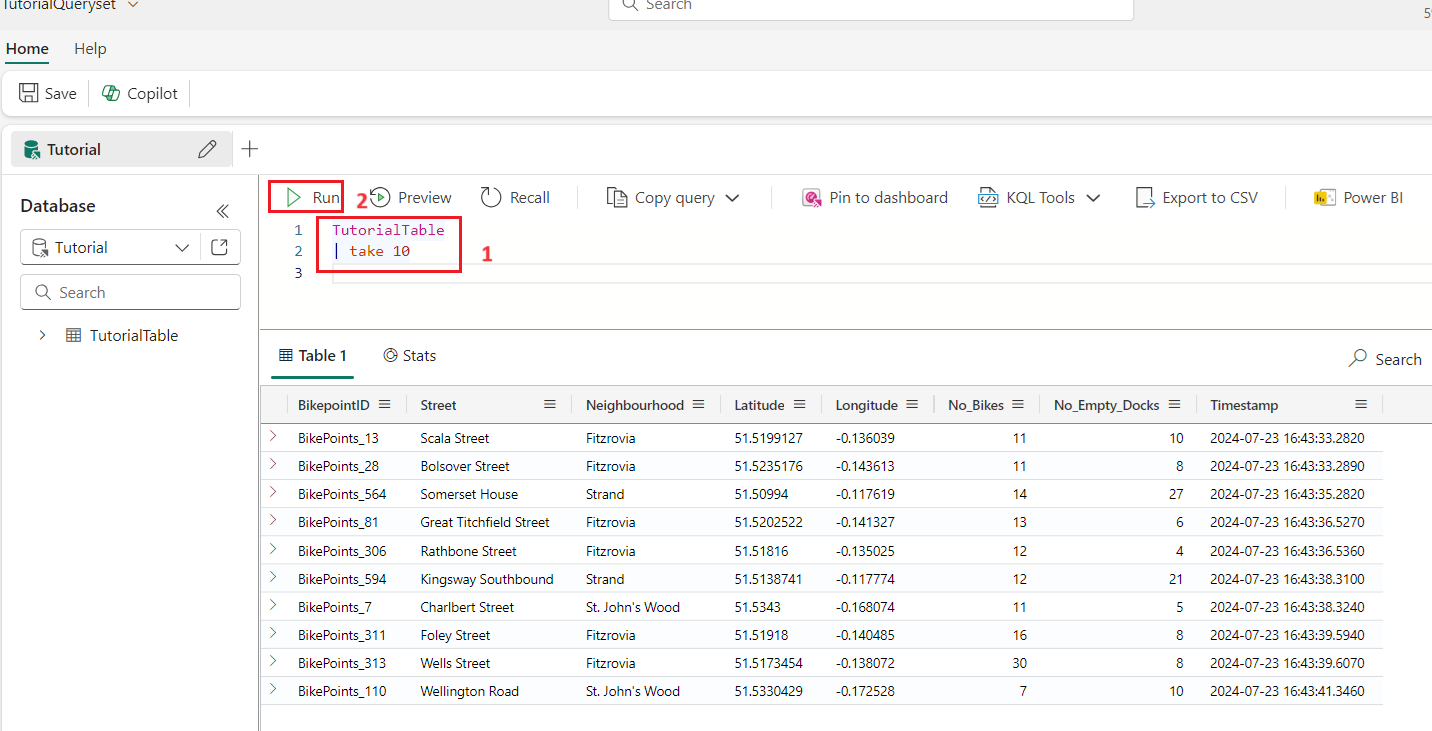 TutorialQueryset
Search
Home Help
Save Copilot
Tutorial
Database
Tutorial
Search
TutorialTable
Run 2 Preview Recall Copy query Pin to dashboard KQL Tools Export to CSV Power BI
1 TutorialTable
2 | take 10
1
3
Table 1 Stats Search
BikepointID Street Neighbourhood Latitude Longitude No_Bikes No_Empty_Docks Timestamp
BikePoints_13 Scala Street Fitzrovia 51.5199127 -0.136039 11 10 2024-07-23 16:43:33.2820
BikePoints_28 Bolsover Street Fitzrovia 51.5235176 -0.143613 11 8 2024-07-23 16:43:33.2890
BikePoints_564 Somerset House Strand 51.50994 -0.117619 14 27 2024-07-23 16:43:35.2820
BikePoints_81 Great Titchfield Street Fitzrovia 51.5202522 -0.141327 13 6 2024-07-23 16:43:36.5270
BikePoints_306 Rathbone Street Fitzrovia 51.51816 -0.135025 12 4 2024-07-23 16:43:36.5360
BikePoints_594 Kingsway Southbound Strand 51.5138741 -0.117774 12 21 2024-07-23 16:43:38.3100
BikePoints_7 Charlbert Street St. John's Wood 51.5343 -0.168074 11 5 2024-07-23 16:43:38.3240
BikePoints_311 Foley Street Fitzrovia 51.51918 -0.140485 16 8 2024-07-23 16:43:39.5940
BikePoints_313 Wells Street Fitzrovia 51.5173454 -0.138072 30 8 2024-07-23 16:43:39.6070
BikePoints_110 Wellington Road St. John's Wood 51.5330429 -0.172528 7 10 2024-07-23 16:43:41.3460